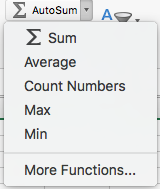 AutoSum
Sum
Average
Count Numbers
Max
Min
More Functions...